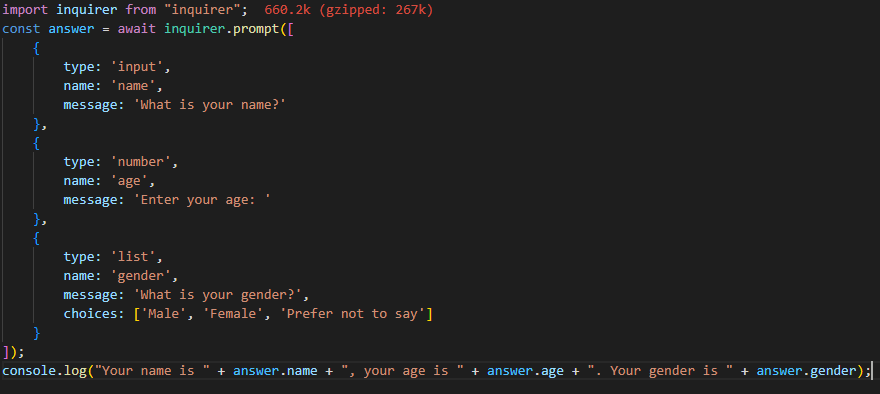 import inquirer from "inquirer";  660.2k (gzipped: 267k)
const answer = await inquirer.prompt([
    {
        type: 'input',
        name: 'name',
        message: 'What is your name?'
    },
    {
        type: 'number',
        name: 'age',
        message: 'Enter your age: '
    },
    {
        type: 'list',
        name: 'gender',
        message: 'What is your gender?',
        choices: ['Male', 'Female', 'Prefer not to say']
    }
]);
console.log("Your name is " + answer.name + ", your age is " + answer.age + ". Your gender is " + answer.gender);